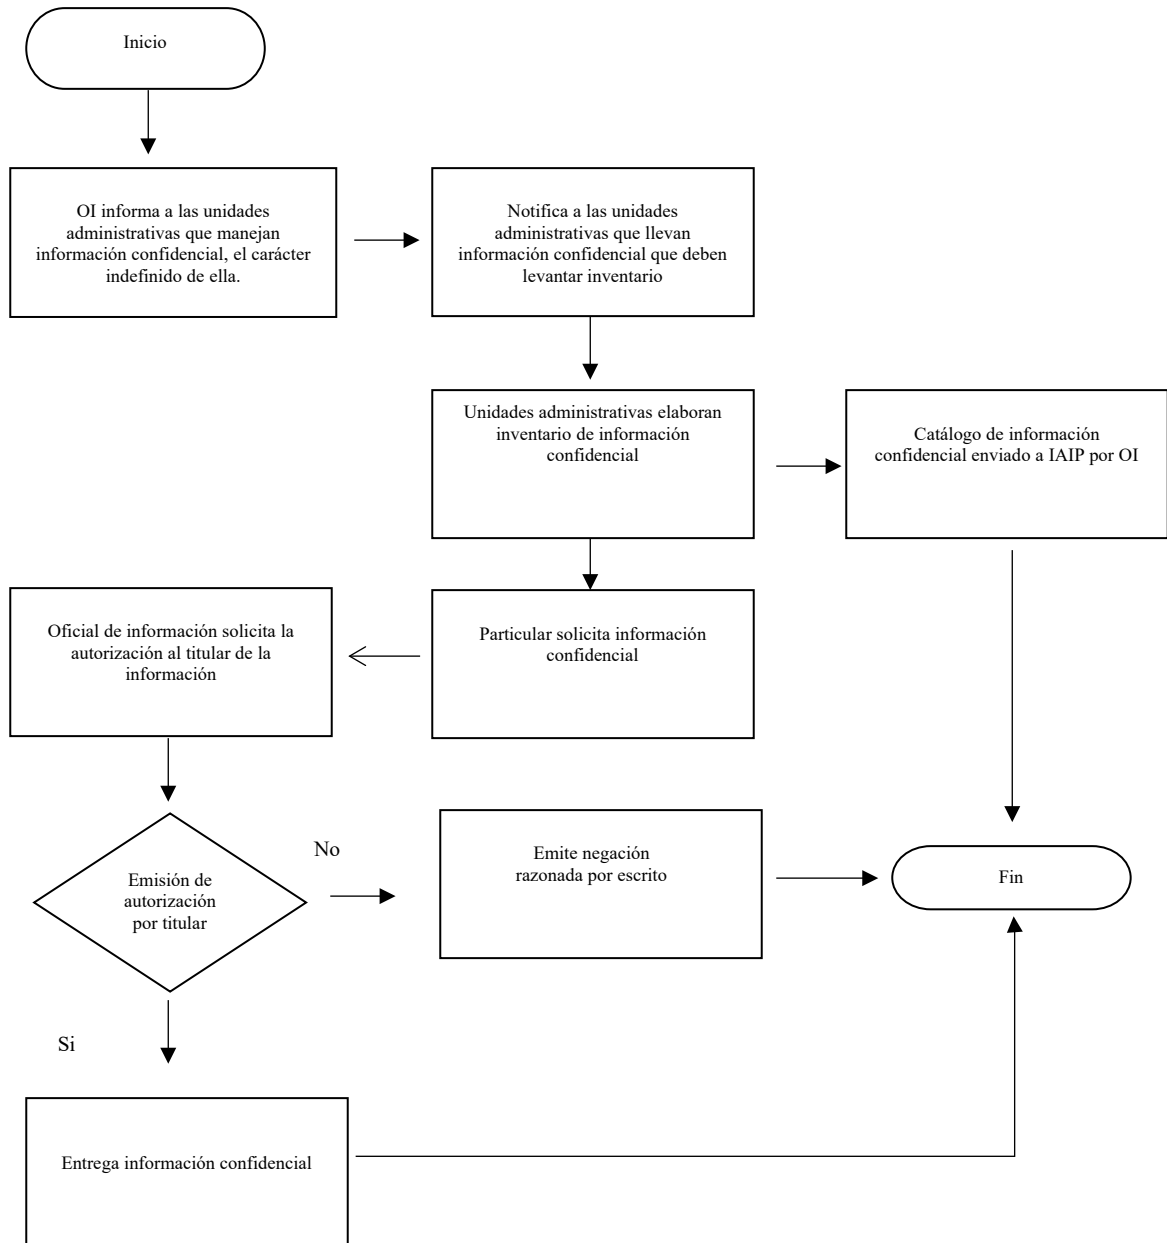 Inicio
OI informa a las unidades
administrativas que manejan
información confidencial, el carácter
indefinido de ella.
Notifica a las unidades
administrativas que llevan
información confidencial que deben
levantar inventario
Unidades administrativas elaboran
inventario de información
confidencial
Catálogo de información
confidencial enviado a IAIP por OI
Oficial de información solicita la
autorización al titular de la
información
Particular solicita información
confidencial
No
Emisión de
autorización
por titular
Emite negación
razonada por escrito
Fin
Si
Entrega información confidencial